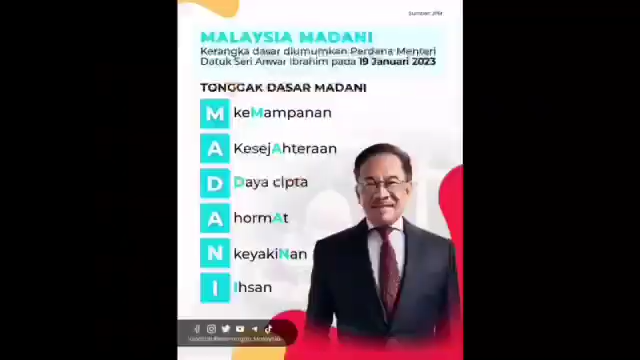 Sumber: JPM
MALAYSIA MADANI
Kerangka dasar diumumkan Perdana Menteri
Datuk Seri Anwar Ibrahim pada 19 Januari 2023
TONGGAK DASAR MADANI
M keMampanan
A KesejAhteraan
D Daya cipta
A hormAt
N keyakiNan
I Ihsan